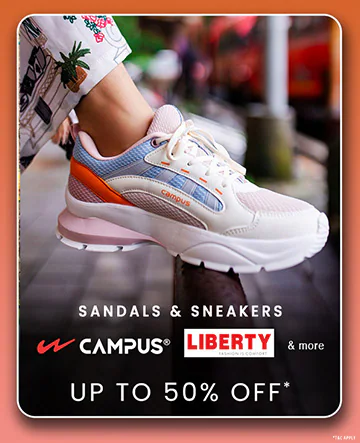 campus
SANDALS & SNEAKERS
CAMPUS®
LIBERTY
FASHION IS COMFORT
& more
UP TO 50% OFF*
*T&C APPLY